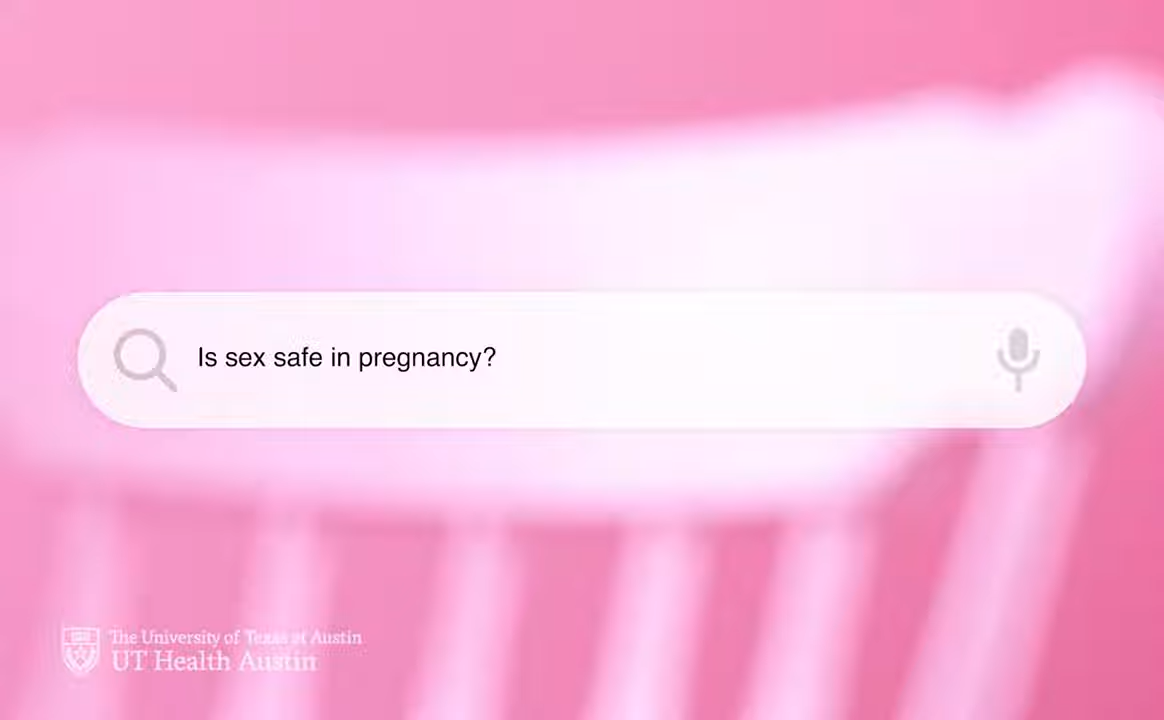 Is sex safe in pregnancy?
The University of Texas at Austin
UT Health Austin